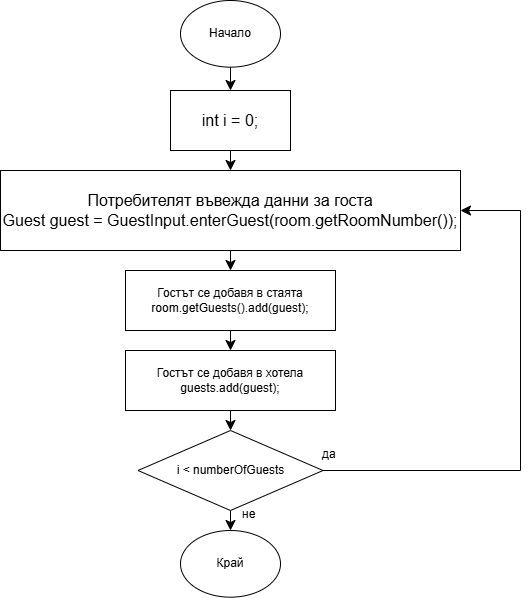 Начало
int i = 0;
Потребителят въвежда данни за госта
Guest guest = GuestInput.enterGuest(room.getRoomNumber());
Гостът се добавя в стаята
room.getGuests().add(guest);
Гостът се добавя в хотела
guests.add(guest);
i < numberOfGuests
да
не
Край